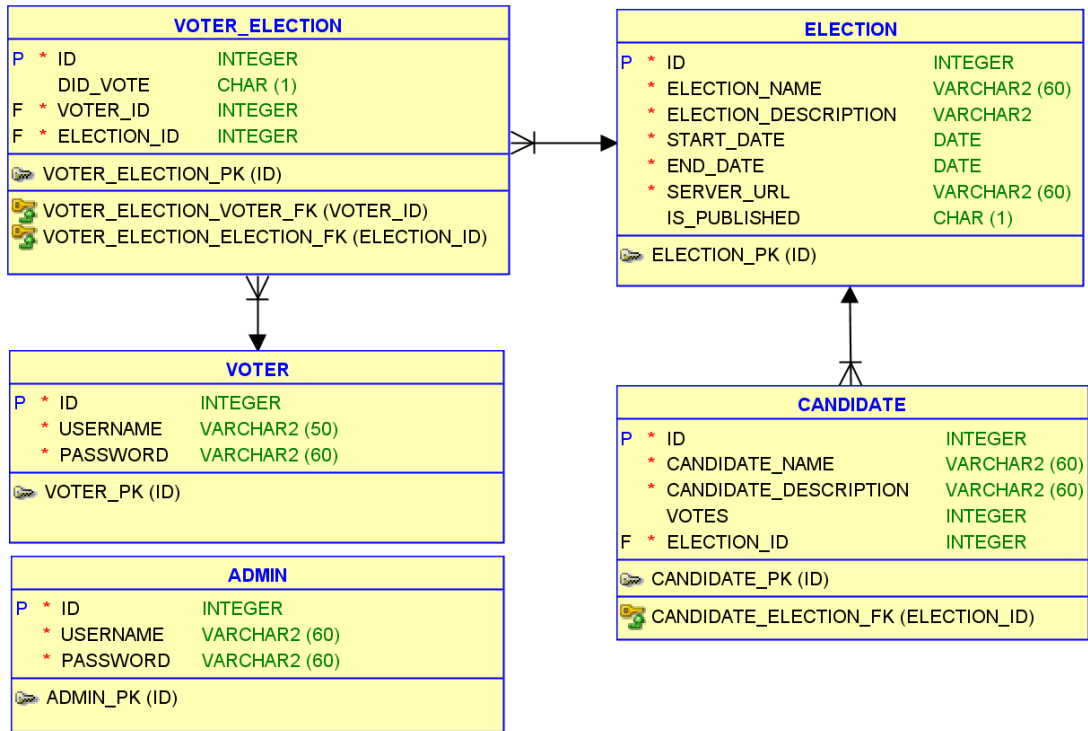 VOTER_ELECTION
P * ID INTEGER
DID_VOTE CHAR (1)
F * VOTER_ID INTEGER
F * ELECTION_ID INTEGER
VOTER_ELECTION_PK (ID)
VOTER_ELECTION_VOTER_FK (VOTER_ID)
VOTER_ELECTION_ELECTION_FK (ELECTION_ID)
ELECTION
P * ID INTEGER
* ELECTION_NAME VARCHAR2 (60)
* ELECTION_DESCRIPTION VARCHAR2
* START_DATE DATE
* END_DATE DATE
* SERVER_URL VARCHAR2 (60)
IS_PUBLISHED CHAR (1)
ELECTION_PK (ID)
VOTER
P * ID INTEGER
* USERNAME VARCHAR2 (50)
* PASSWORD VARCHAR2 (60)
VOTER_PK (ID)
CANDIDATE
P * ID INTEGER
* CANDIDATE_NAME VARCHAR2 (60)
* CANDIDATE_DESCRIPTION VARCHAR2 (60)
VOTES INTEGER
F * ELECTION_ID INTEGER
CANDIDATE_PK (ID)
CANDIDATE_ELECTION_FK (ELECTION_ID)
ADMIN
P * ID INTEGER
* USERNAME VARCHAR2 (60)
* PASSWORD VARCHAR2 (60)
ADMIN_PK (ID)